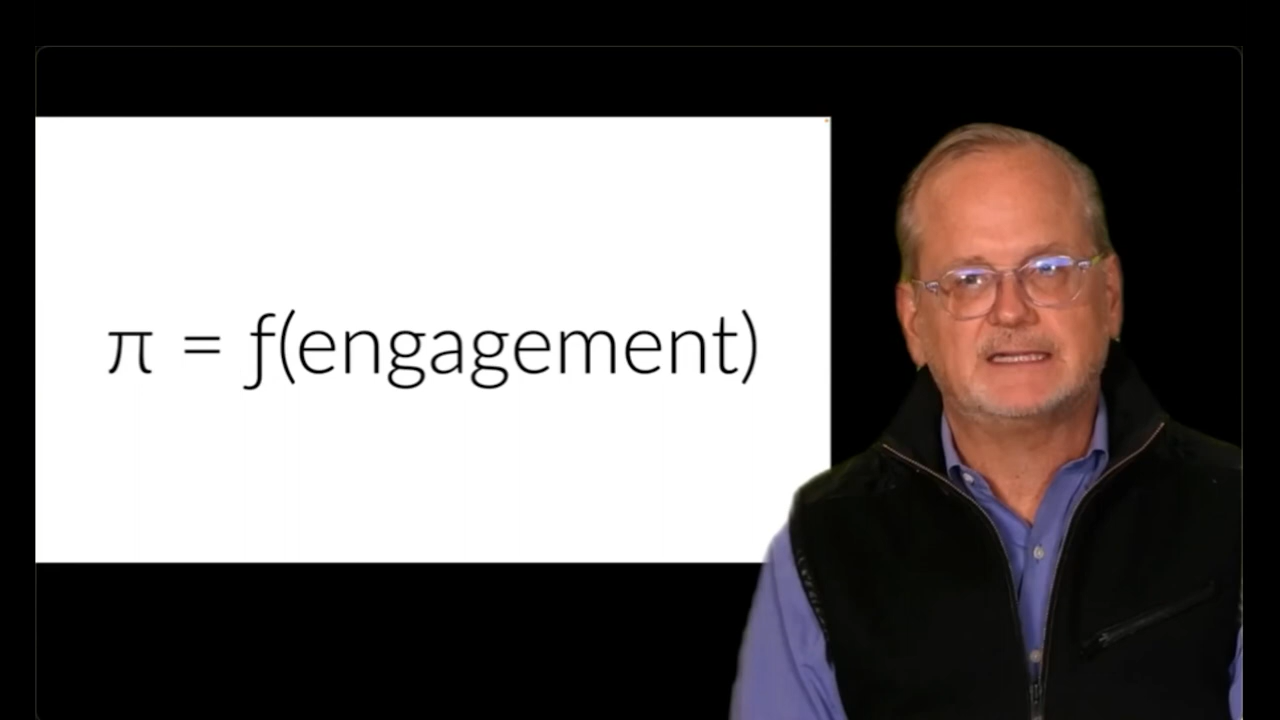 π = ƒ(engagement)